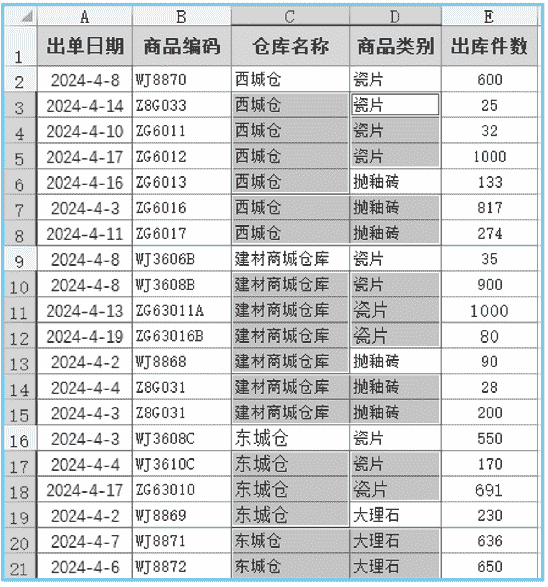 A B C D E
1 出单日期 商品编码 仓库名称 商品类别 出库件数
2 2024-4-8 WJ8870 西城仓 瓷片 600
3 2024-4-14 Z8G033 西城仓 瓷片 25
4 2024-4-10 ZG6011 西城仓 瓷片 32
5 2024-4-17 ZG6012 西城仓 瓷片 1000
6 2024-4-16 ZG6013 西城仓 抛釉砖 133
7 2024-4-3 ZG6016 西城仓 抛釉砖 817
8 2024-4-11 ZG6017 西城仓 抛釉砖 274
9 2024-4-8 WJ3606B 建材商城仓库 瓷片 35
10 2024-4-8 WJ3608B 建材商城仓库 瓷片 900
11 2024-4-13 ZG63011A 建材商城仓库 瓷片 1000
12 2024-4-19 ZG63016B 建材商城仓库 瓷片 80
13 2024-4-2 WJ8868 建材商城仓库 抛釉砖 90
14 2024-4-4 Z8G031 建材商城仓库 抛釉砖 28
15 2024-4-3 Z8G031 建材商城仓库 抛釉砖 200
16 2024-4-3 WJ3608C 东城仓 瓷片 550
17 2024-4-4 WJ3610C 东城仓 瓷片 170
18 2024-4-17 ZG63010 东城仓 瓷片 691
19 2024-4-2 WJ8869 东城仓 大理石 230
20 2024-4-7 WJ8871 东城仓 大理石 636
21 2024-4-6 WJ8872 东城仓 大理石 650